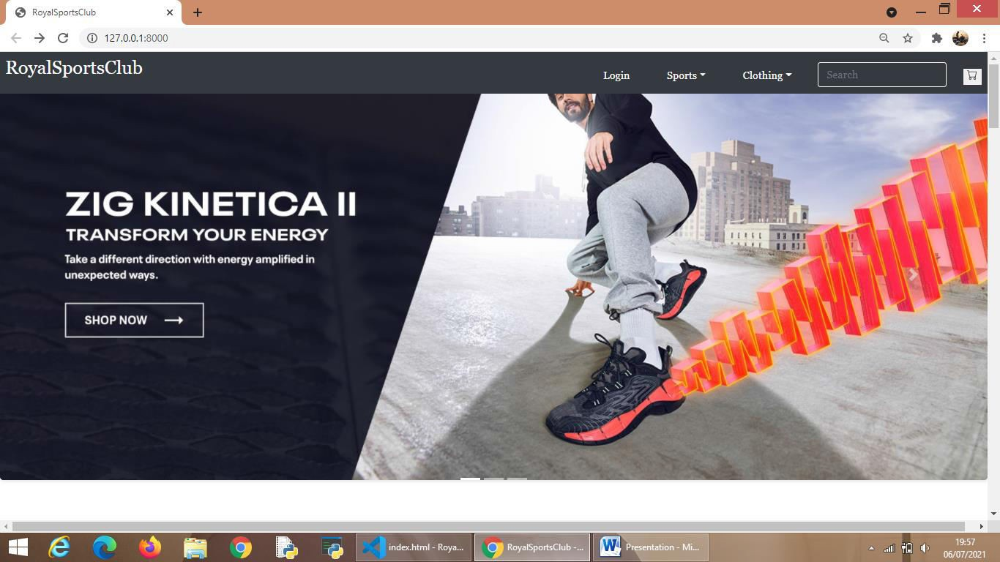 RoyalSportsClub
127.0.0.1:8000
RoyalSportsClub
Login Sports Clothing Search
ZIG KINETICA II
TRANSFORM YOUR ENERGY
Take a different direction with energy amplified in
unexpected ways.
SHOP NOW
index.html - Roya...
RoyalSportsClub -...
Presentation - Mi...
19:57
06/07/2021